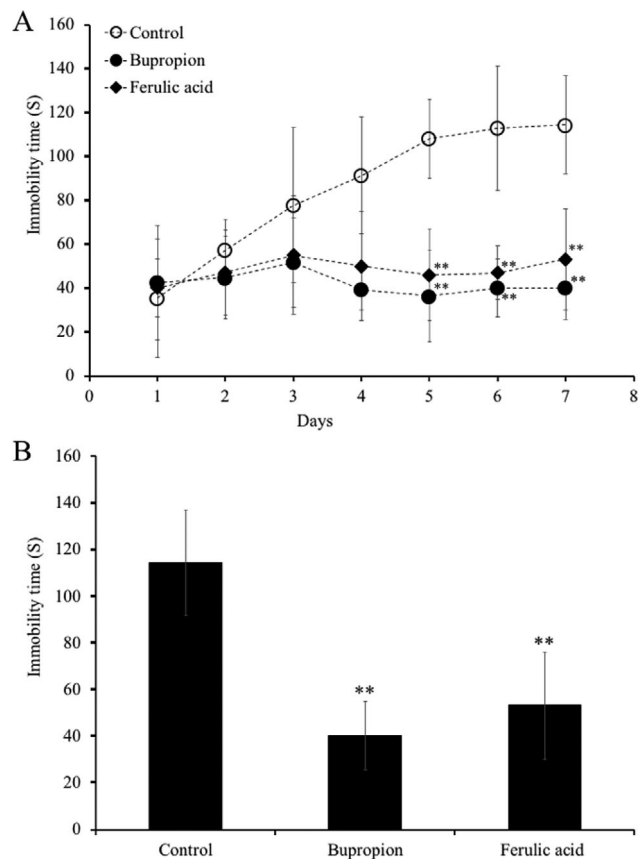 A
Control
Bupropion
Ferulic acid
Immobility time (S)
160
140
120
100
80
60
40
20
0
**
**
**
**
**
**
0 1 2 3 4 5 6 7 8
Days
B
Immobility time (S)
160
140
120
100
80
60
40
20
0
**
**
Control Bupropion Ferulic acid